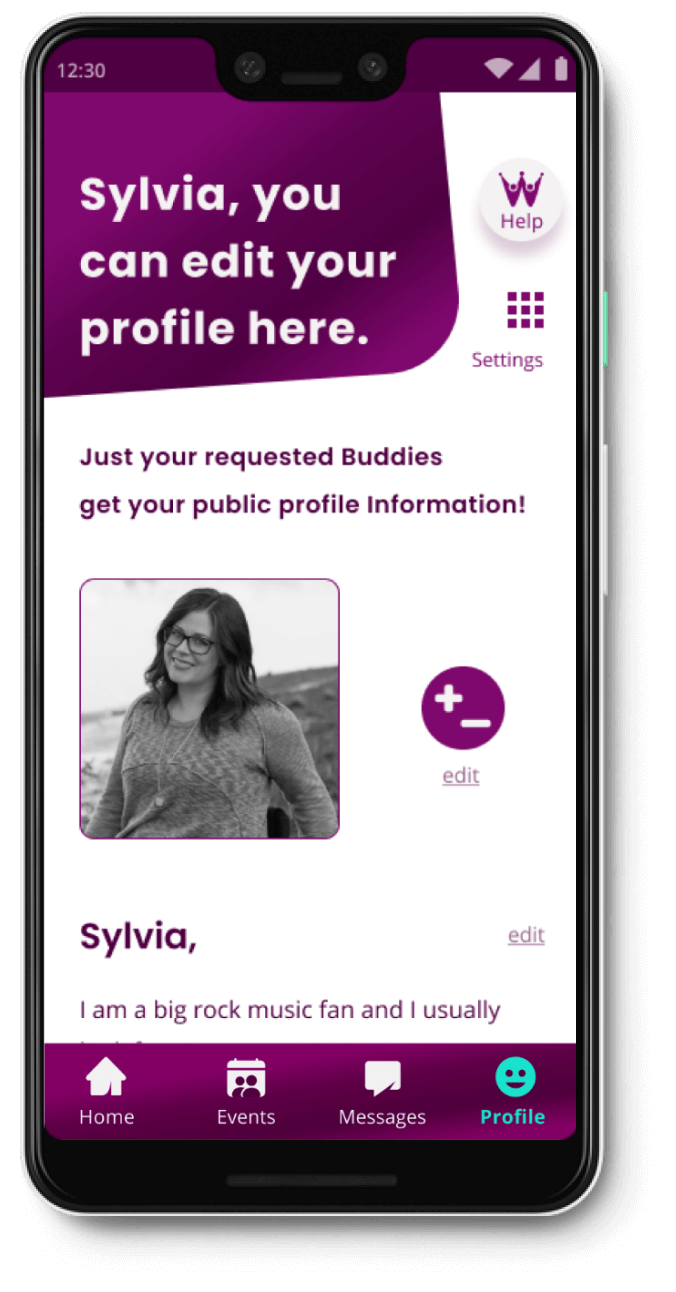 12:30
Sylvia, you
can edit your
profile here.
Help
Settings
Just your requested Buddies
get your public profile Information!
edit
Sylvia,
edit
I am a big rock music fan and I usually
Home
Events
Messages
Profile